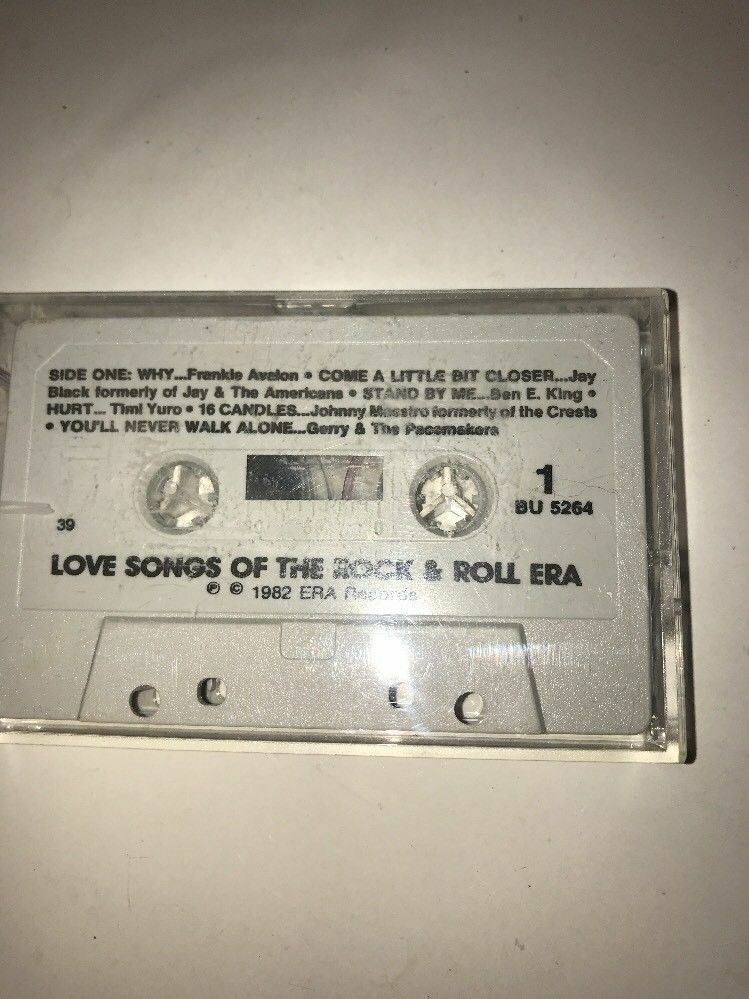 SIDE ONE: WHY...Frankie Avalon • COME A LITTLE BIT CLOSER...Jay
Black formerly of Jay & The Americans • STAND BY ME...Ben E. King •
HURT... Timi Yuro • 16 CANDLES...Johnny Maestro formerly of the Crests
• YOU'LL NEVER WALK ALONE...Gerry & The Pacemakers
1
BU 5264
39
LOVE SONGS OF THE ROCK & ROLL ERA
℗ © 1982 ERA Records